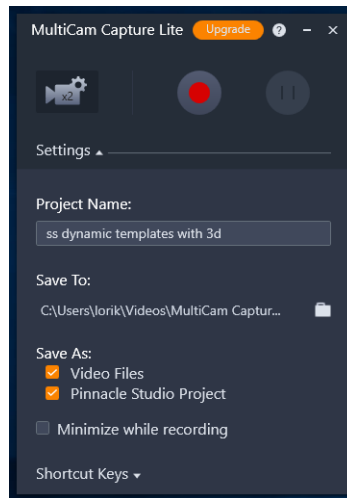 MultiCam Capture Lite Upgrade ?
x2
Settings
Project Name:
ss dynamic templates with 3d
Save To:
C:\Users\lorik\Videos\MultiCam Captur...
Save As:
Video Files
Pinnacle Studio Project
Minimize while recording
Shortcut Keys